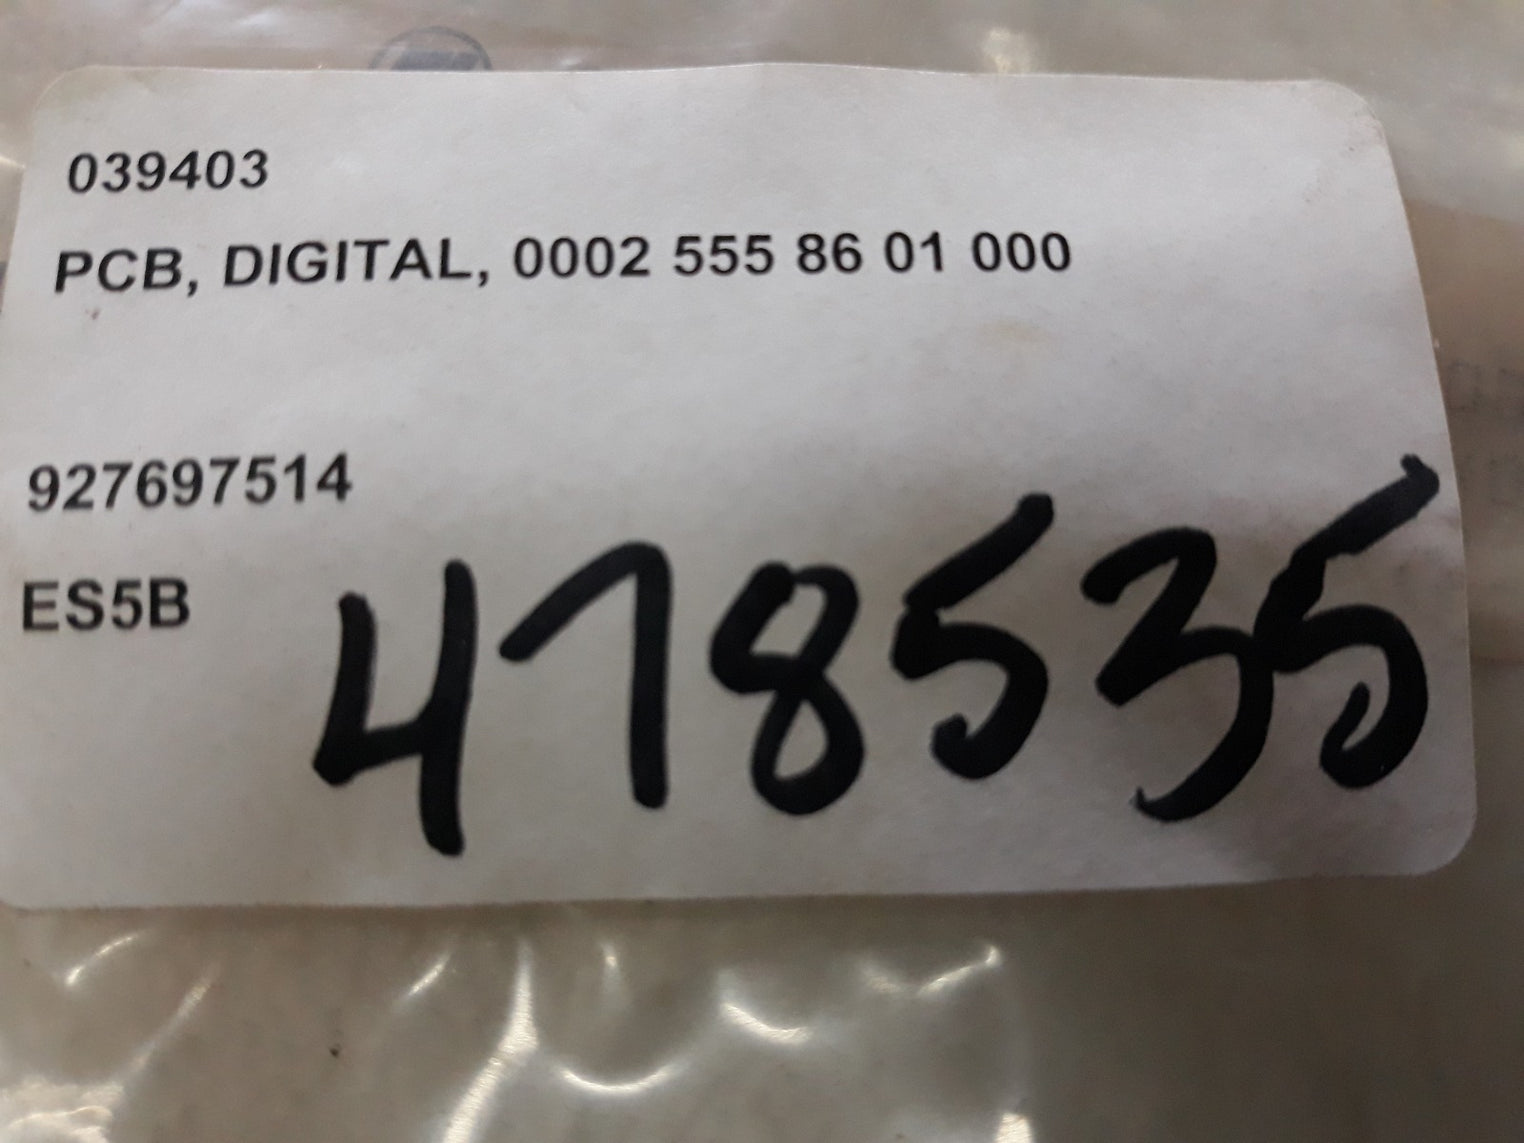 039403
PCB, DIGITAL, 0002 555 86 01 000
927697514
ES5B
478535